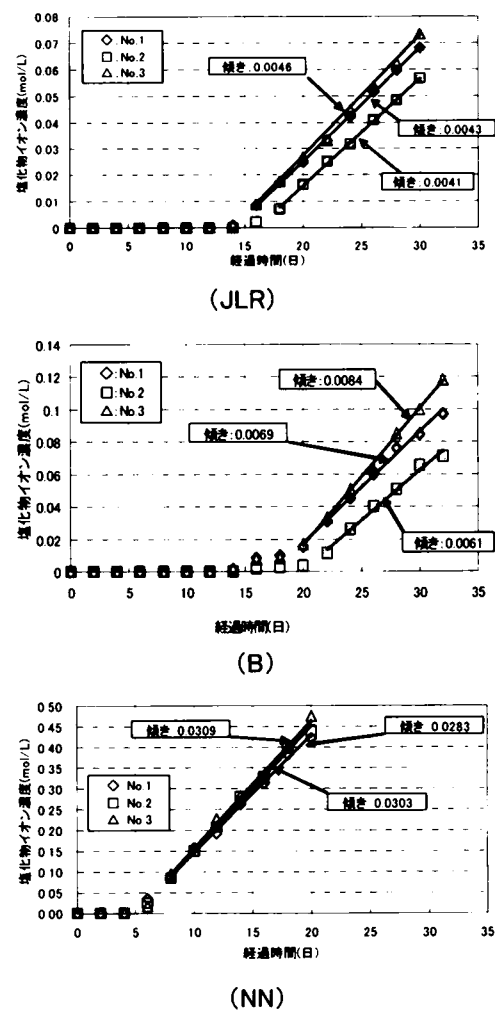 塩化物イオン濃度(mol/L)
0.08
0.07
0.06
0.05
0.04
0.03
0.02
0.01
0
◇: No.1
□: No.2
△: No.3
傾き:0.0046
傾き:0.0043
傾き:0.0041
0 5 10 15 20 25 30 35
経過時間(日)
(JLR)
塩化物イオン濃度(mol/L)
0.14
0.12
0.1
0.08
0.06
0.04
0.02
0
◇:No.1
□:No.2
△:No.3
傾き:0.0084
傾き:0.0069
傾き:0.0061
0 5 10 15 20 25 30 35
経過時間(日)
(B)
塩化物イオン濃度(mol/L)
0.50
0.45
0.40
0.35
0.30
0.25
0.20
0.15
0.10
0.05
0.00
◇ No.1
□ No.2
△ No.3
傾き 0.0309
傾き 0.0283
傾き 0.0303
0 5 10 15 20 25 30 35
経過時間(日)
(NN)